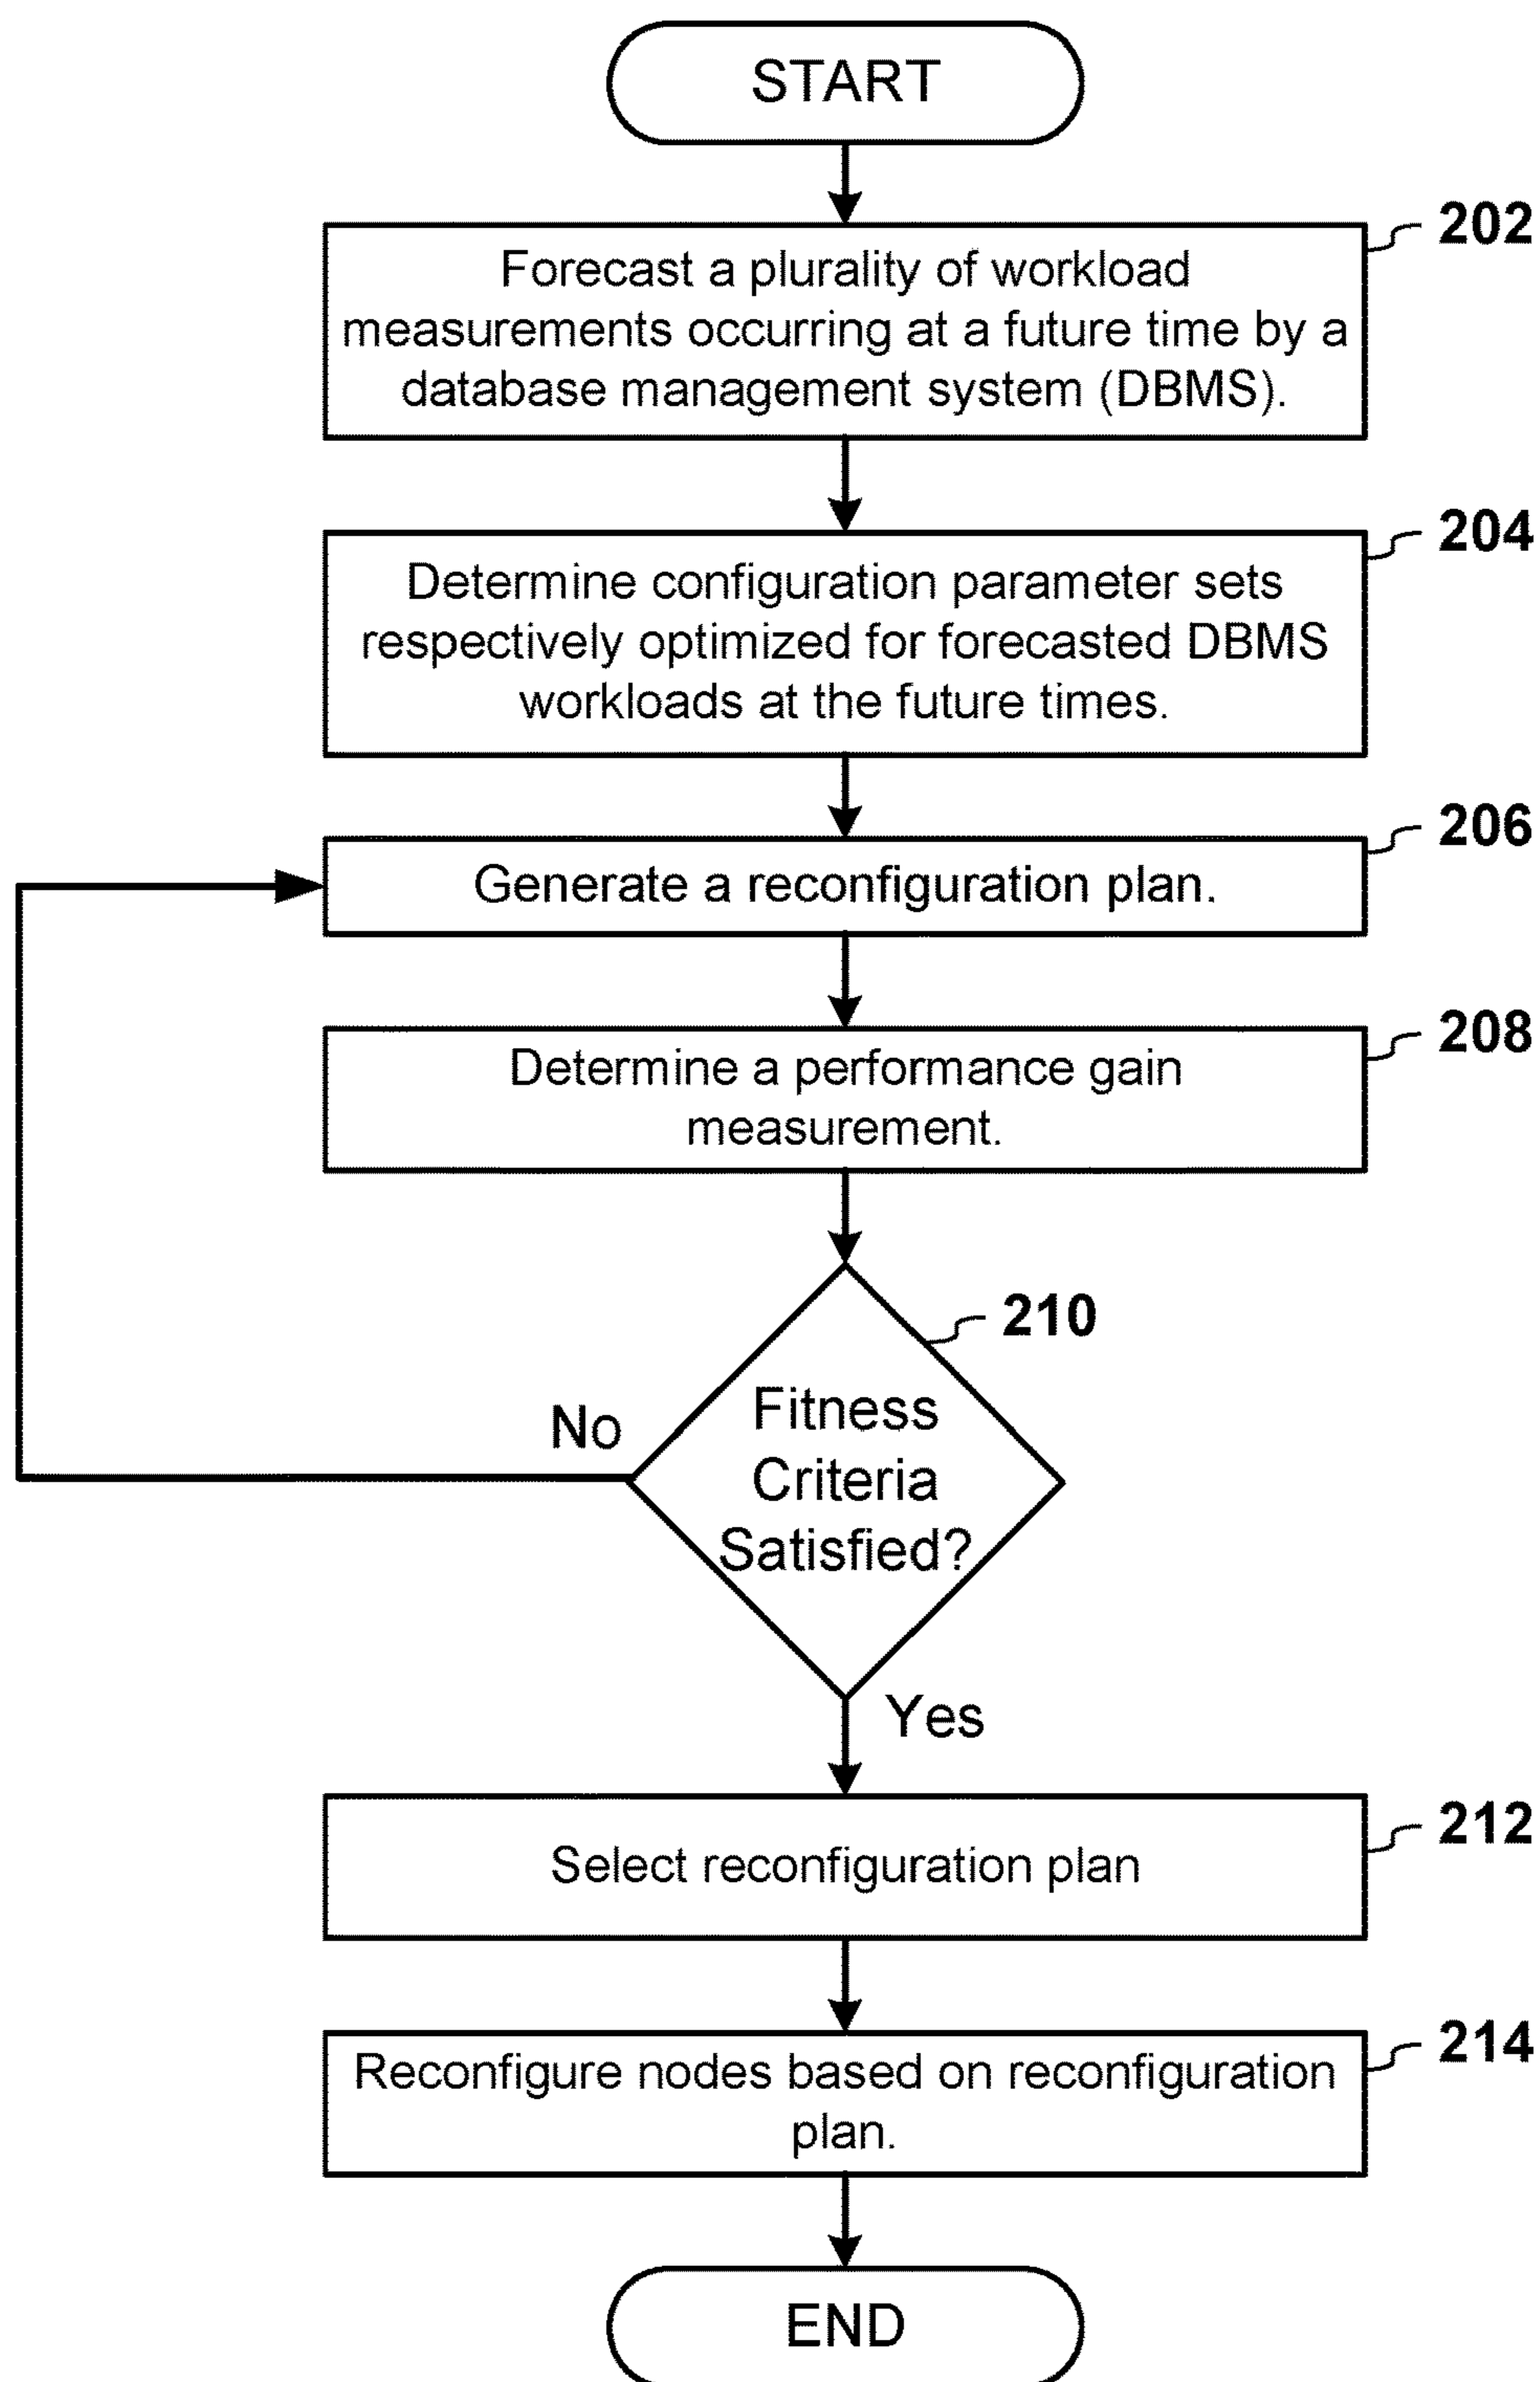 START
202
Forecast a plurality of workload
measurements occurring at a future time by a
database management system (DBMS).
204
Determine configuration parameter sets
respectively optimized for forecasted DBMS
workloads at the future times.
206
Generate a reconfiguration plan.
208
Determine a performance gain
measurement.
210
Fitness
Criteria
Satisfied?
No
Yes
212
Select reconfiguration plan
214
Reconfigure nodes based on reconfiguration
plan.
END